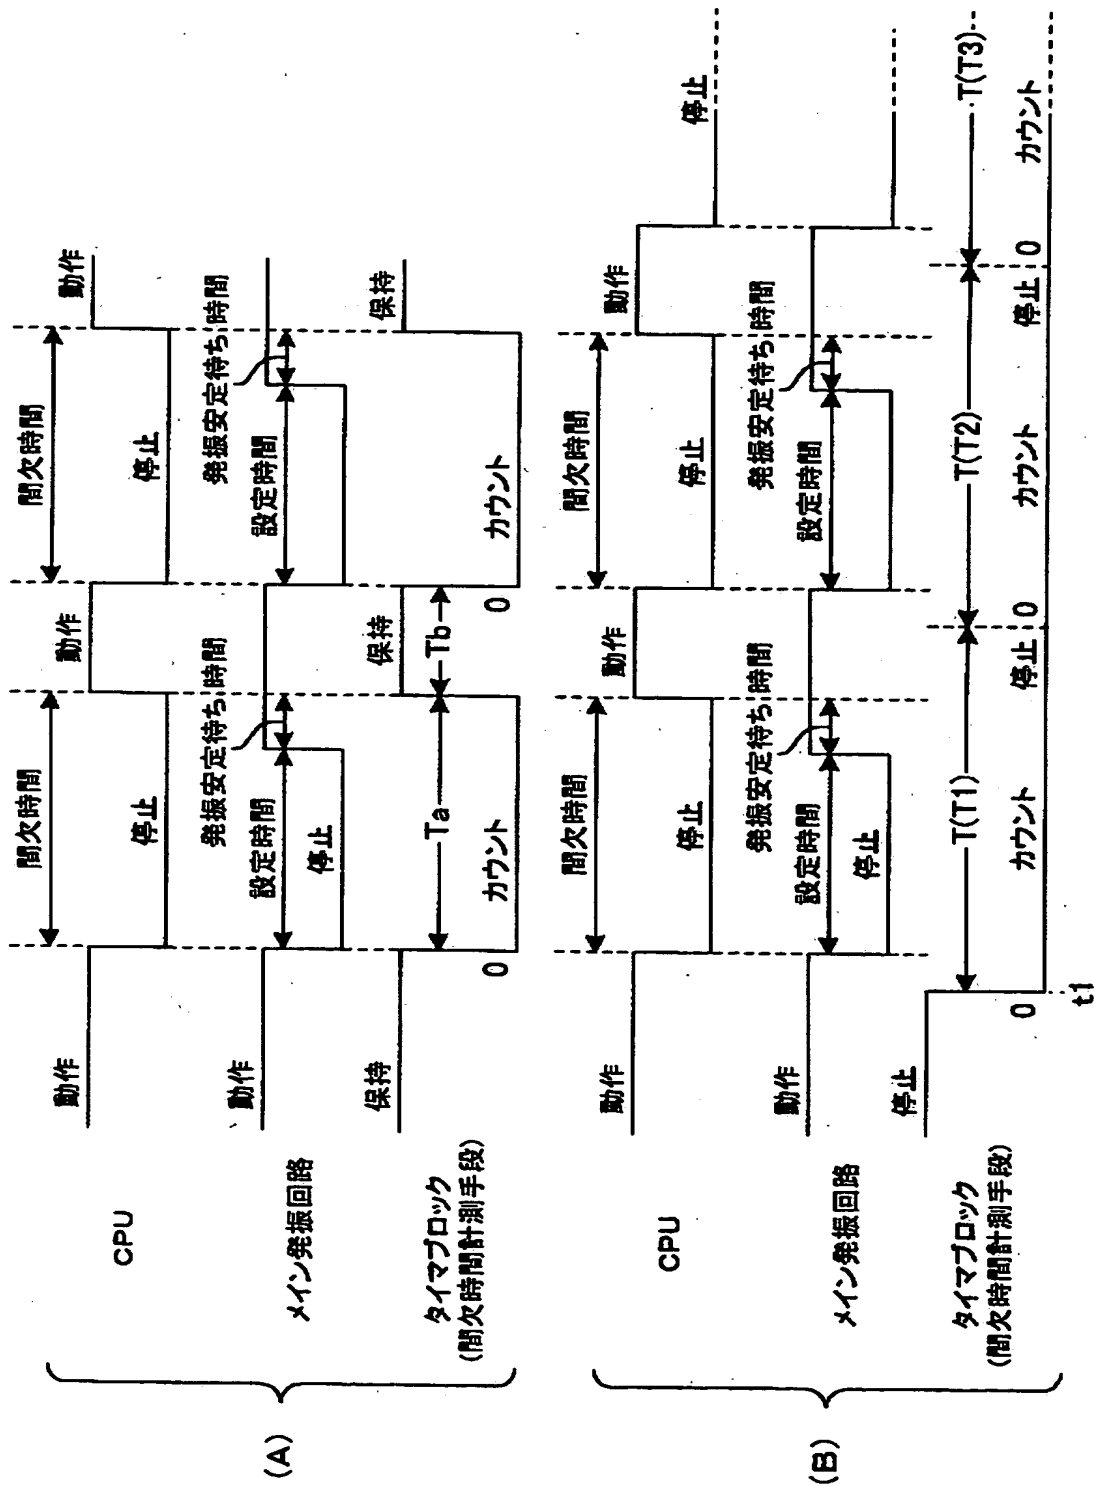 (A)
CPU
動作
間欠時間
停止
動作
間欠時間
停止
動作
メイン発振回路
動作
設定時間
停止
発振安定待ち時間
設定時間
発振安定待ち時間
タイマブロック
(間欠時間計測手段)
保持
0
Ta
カウント
保持
Tb
0
カウント
保持
(B)
CPU
動作
間欠時間
停止
動作
間欠時間
停止
動作
停止
メイン発振回路
動作
設定時間
停止
発振安定待ち時間
設定時間
発振安定待ち時間
タイマブロック
(間欠時間計測手段)
停止
0
T(T1)
カウント
停止
0
T(T2)
カウント
停止
0
T(T3)
カウント
t1